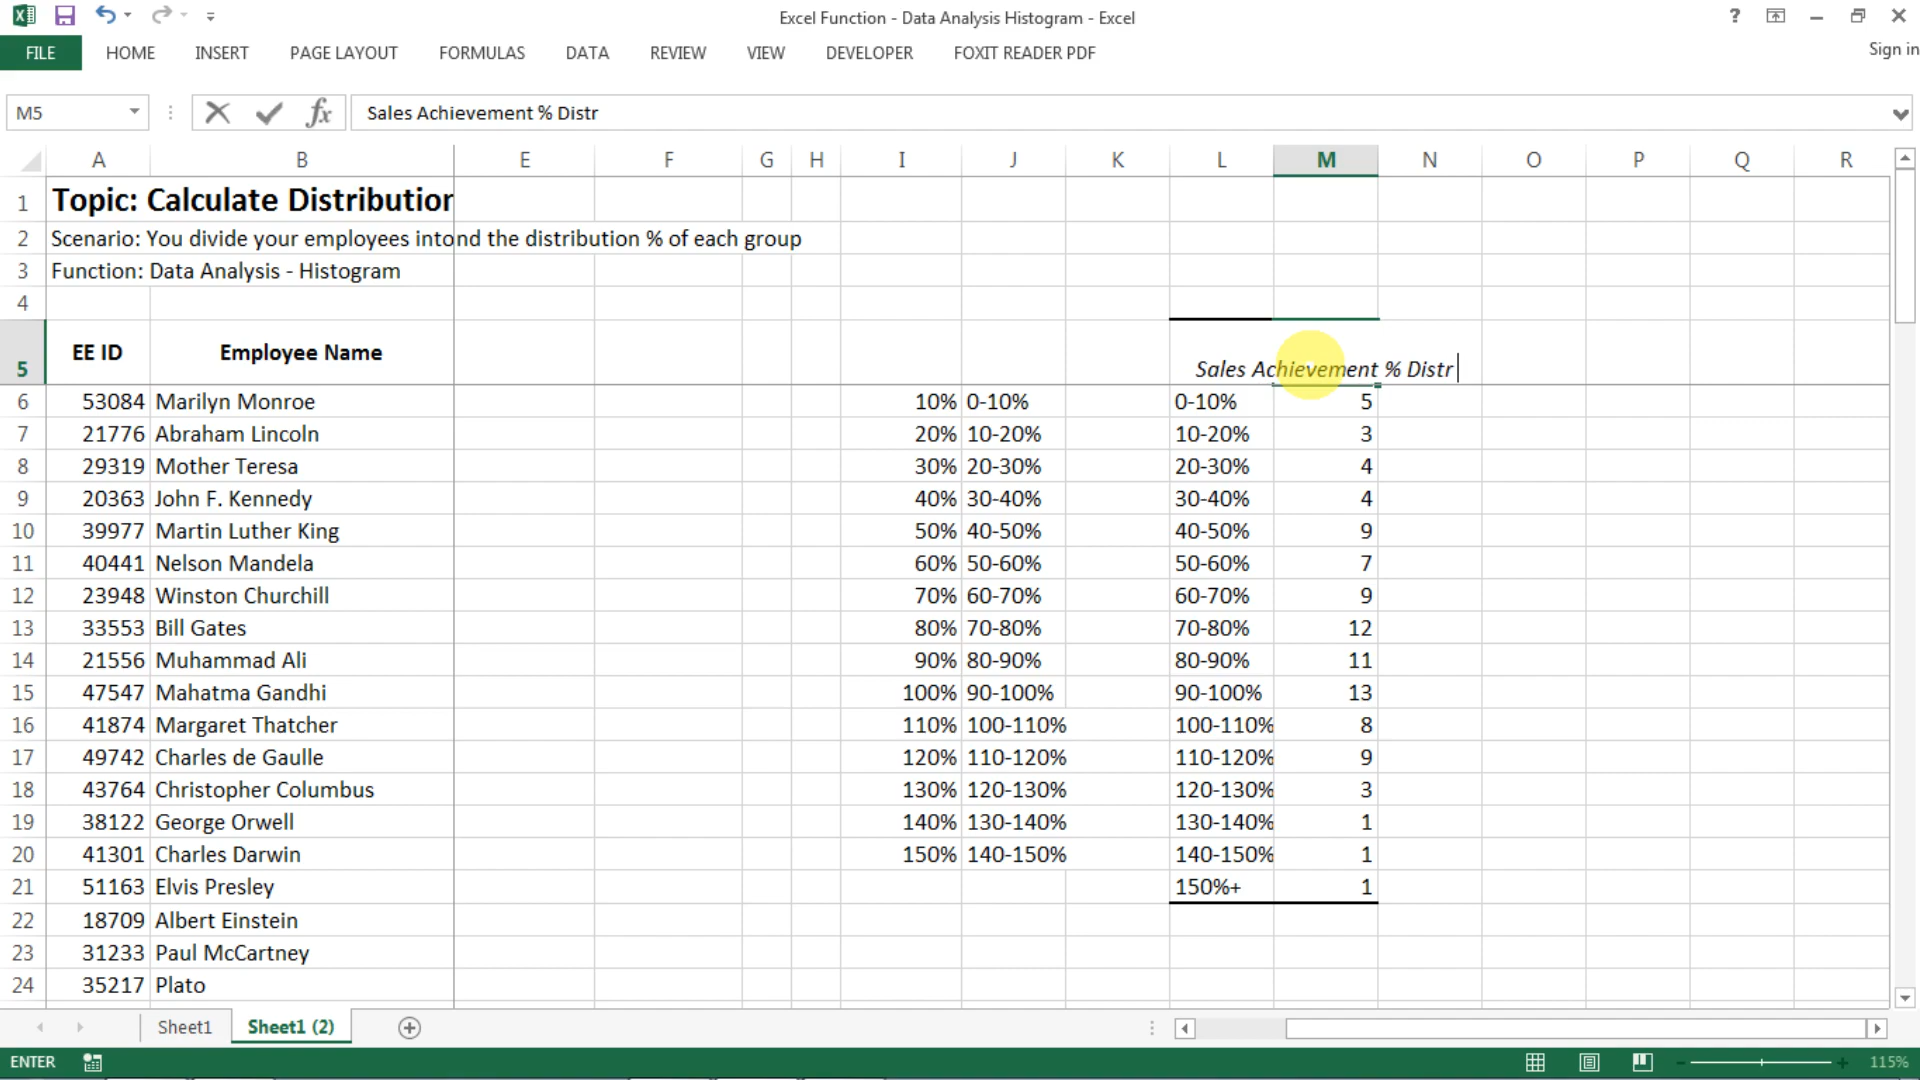 Excel Function - Data Analysis Histogram - Excel
?
FILE HOME INSERT PAGE LAYOUT FORMULAS DATA REVIEW VIEW DEVELOPER FOXIT READER PDF Sign in
M5 fx Sales Achievement % Distr
A B E F G H I J K L M N O P Q R
1 Topic: Calculate Distribution
2 Scenario: You divide your employees into nd the distribution % of each group
3 Function: Data Analysis - Histogram
4
5 EE ID Employee Name Sales Achievement % Distr
6 53084 Marilyn Monroe 10% 0-10% 0-10% 5
7 21776 Abraham Lincoln 20% 10-20% 10-20% 3
8 29319 Mother Teresa 30% 20-30% 20-30% 4
9 20363 John F. Kennedy 40% 30-40% 30-40% 4
10 39977 Martin Luther King 50% 40-50% 40-50% 9
11 40441 Nelson Mandela 60% 50-60% 50-60% 7
12 23948 Winston Churchill 70% 60-70% 60-70% 9
13 33553 Bill Gates 80% 70-80% 70-80% 12
14 21556 Muhammad Ali 90% 80-90% 80-90% 11
15 47547 Mahatma Gandhi 100% 90-100% 90-100% 13
16 41874 Margaret Thatcher 110% 100-110% 100-110% 8
17 49742 Charles de Gaulle 120% 110-120% 110-120% 9
18 43764 Christopher Columbus 130% 120-130% 120-130% 3
19 38122 George Orwell 140% 130-140% 130-140% 1
20 41301 Charles Darwin 150% 140-150% 140-150% 1
21 51163 Elvis Presley 150%+ 1
22 18709 Albert Einstein
23 31233 Paul McCartney
24 35217 Plato
Sheet1 Sheet1 (2)
ENTER 115%